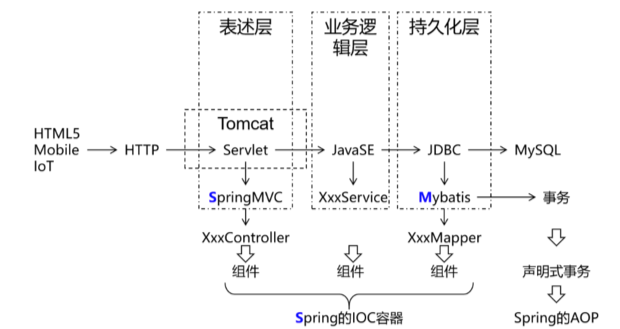 表述层
业务逻
辑层
持久化层
Tomcat
HTML5
Mobile
IoT
HTTP
Servlet
JavaSE
JDBC
MySQL
SpringMVC
XxxService
Mybatis
事务
XxxController
XxxMapper
组件
组件
组件
声明式事务
Spring的IOC容器
Spring的AOP